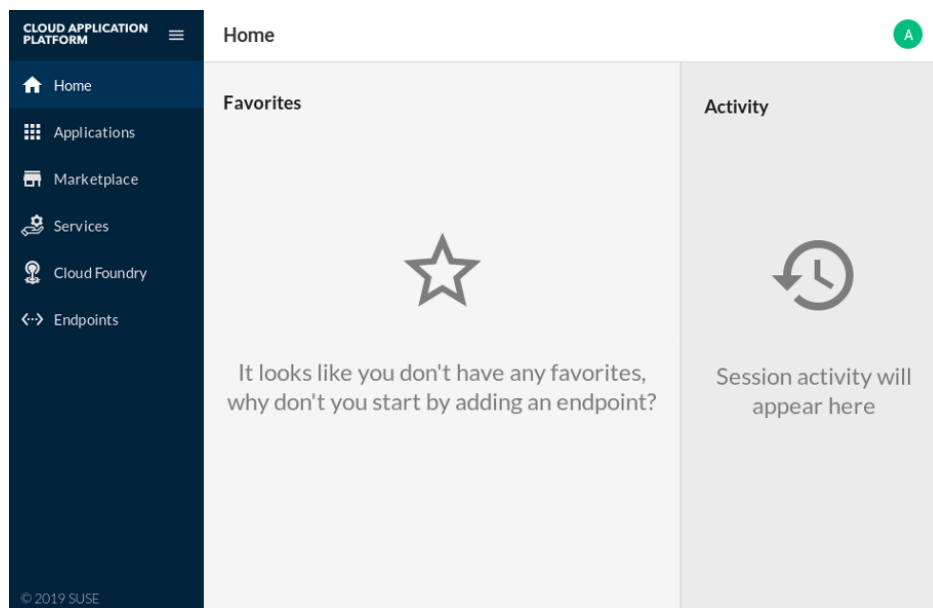 CLOUD APPLICATION
PLATFORM
Home
A
Home
Applications
Marketplace
Services
Cloud Foundry
Endpoints
© 2019 SUSE
Favorites
It looks like you don't have any favorites,
why don't you start by adding an endpoint?
Activity
Session activity will
appear here